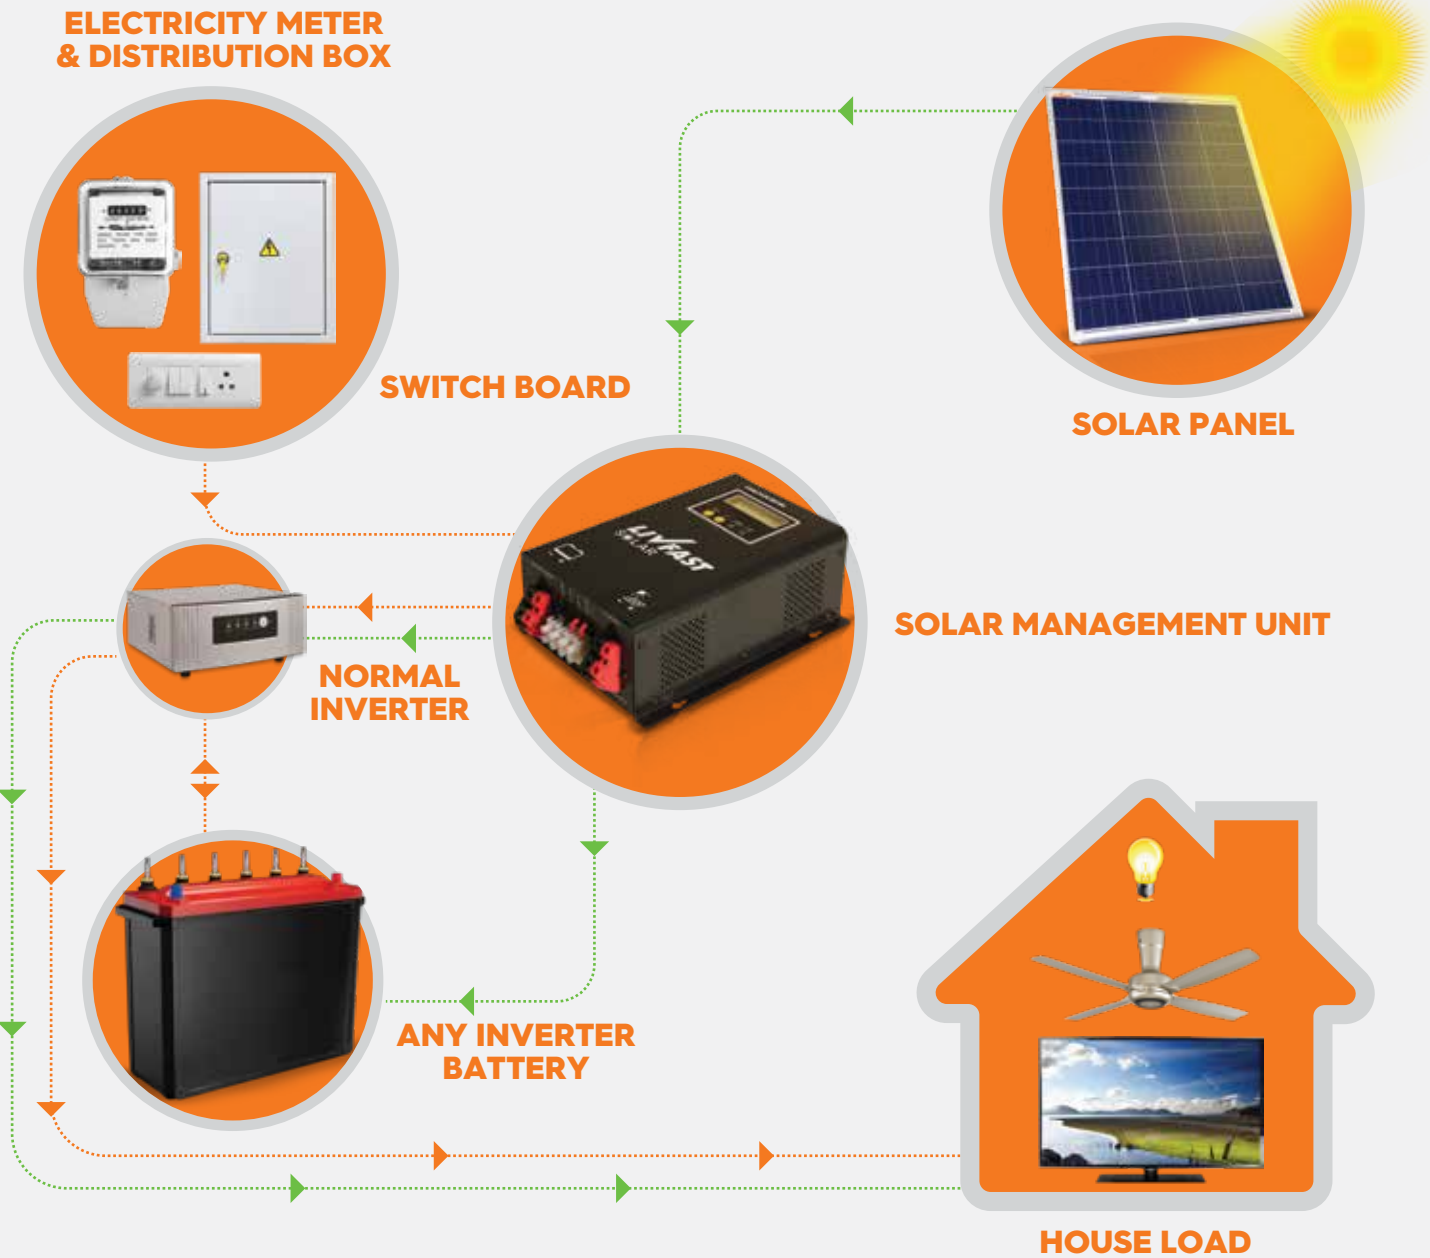 ELECTRICITY METER
& DISTRIBUTION BOX
SWITCH BOARD
SOLAR PANEL
LIVFAST
SOLAR
SOLAR MANAGEMENT UNIT
NORMAL
INVERTER
ANY INVERTER
BATTERY
HOUSE LOAD